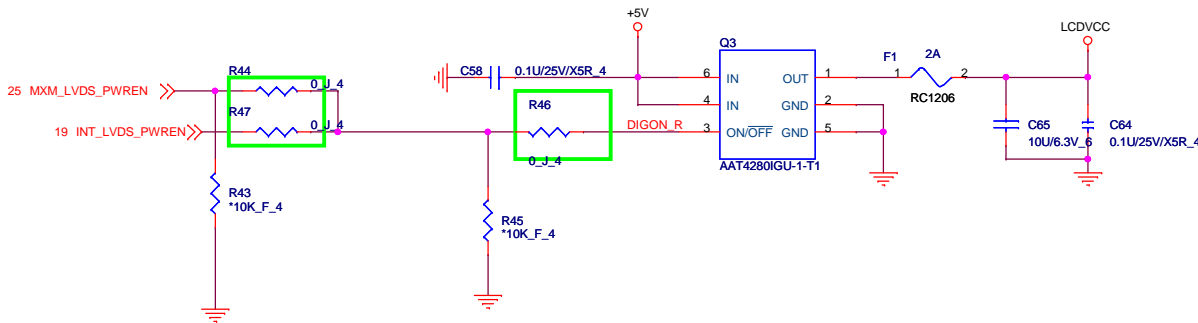 +5V
LCDVCC
Q3
F1
2A
R44
C58
0.1U/25V/X5R_4
6
IN
OUT
1
1
2
RC1206
0_J_4
25
MXM_LVDS_PWREN
R46
4
IN
GND
2
R47
19
INT_LVDS_PWREN
0_J_4
DIGON_R
3
ON/OFF
GND
5
C65
10U/6.3V_6
C64
0.1U/25V/X5R_4
0_J_4
AAT4280IGU-1-T1
R43
*10K_F_4
R45
*10K_F_4